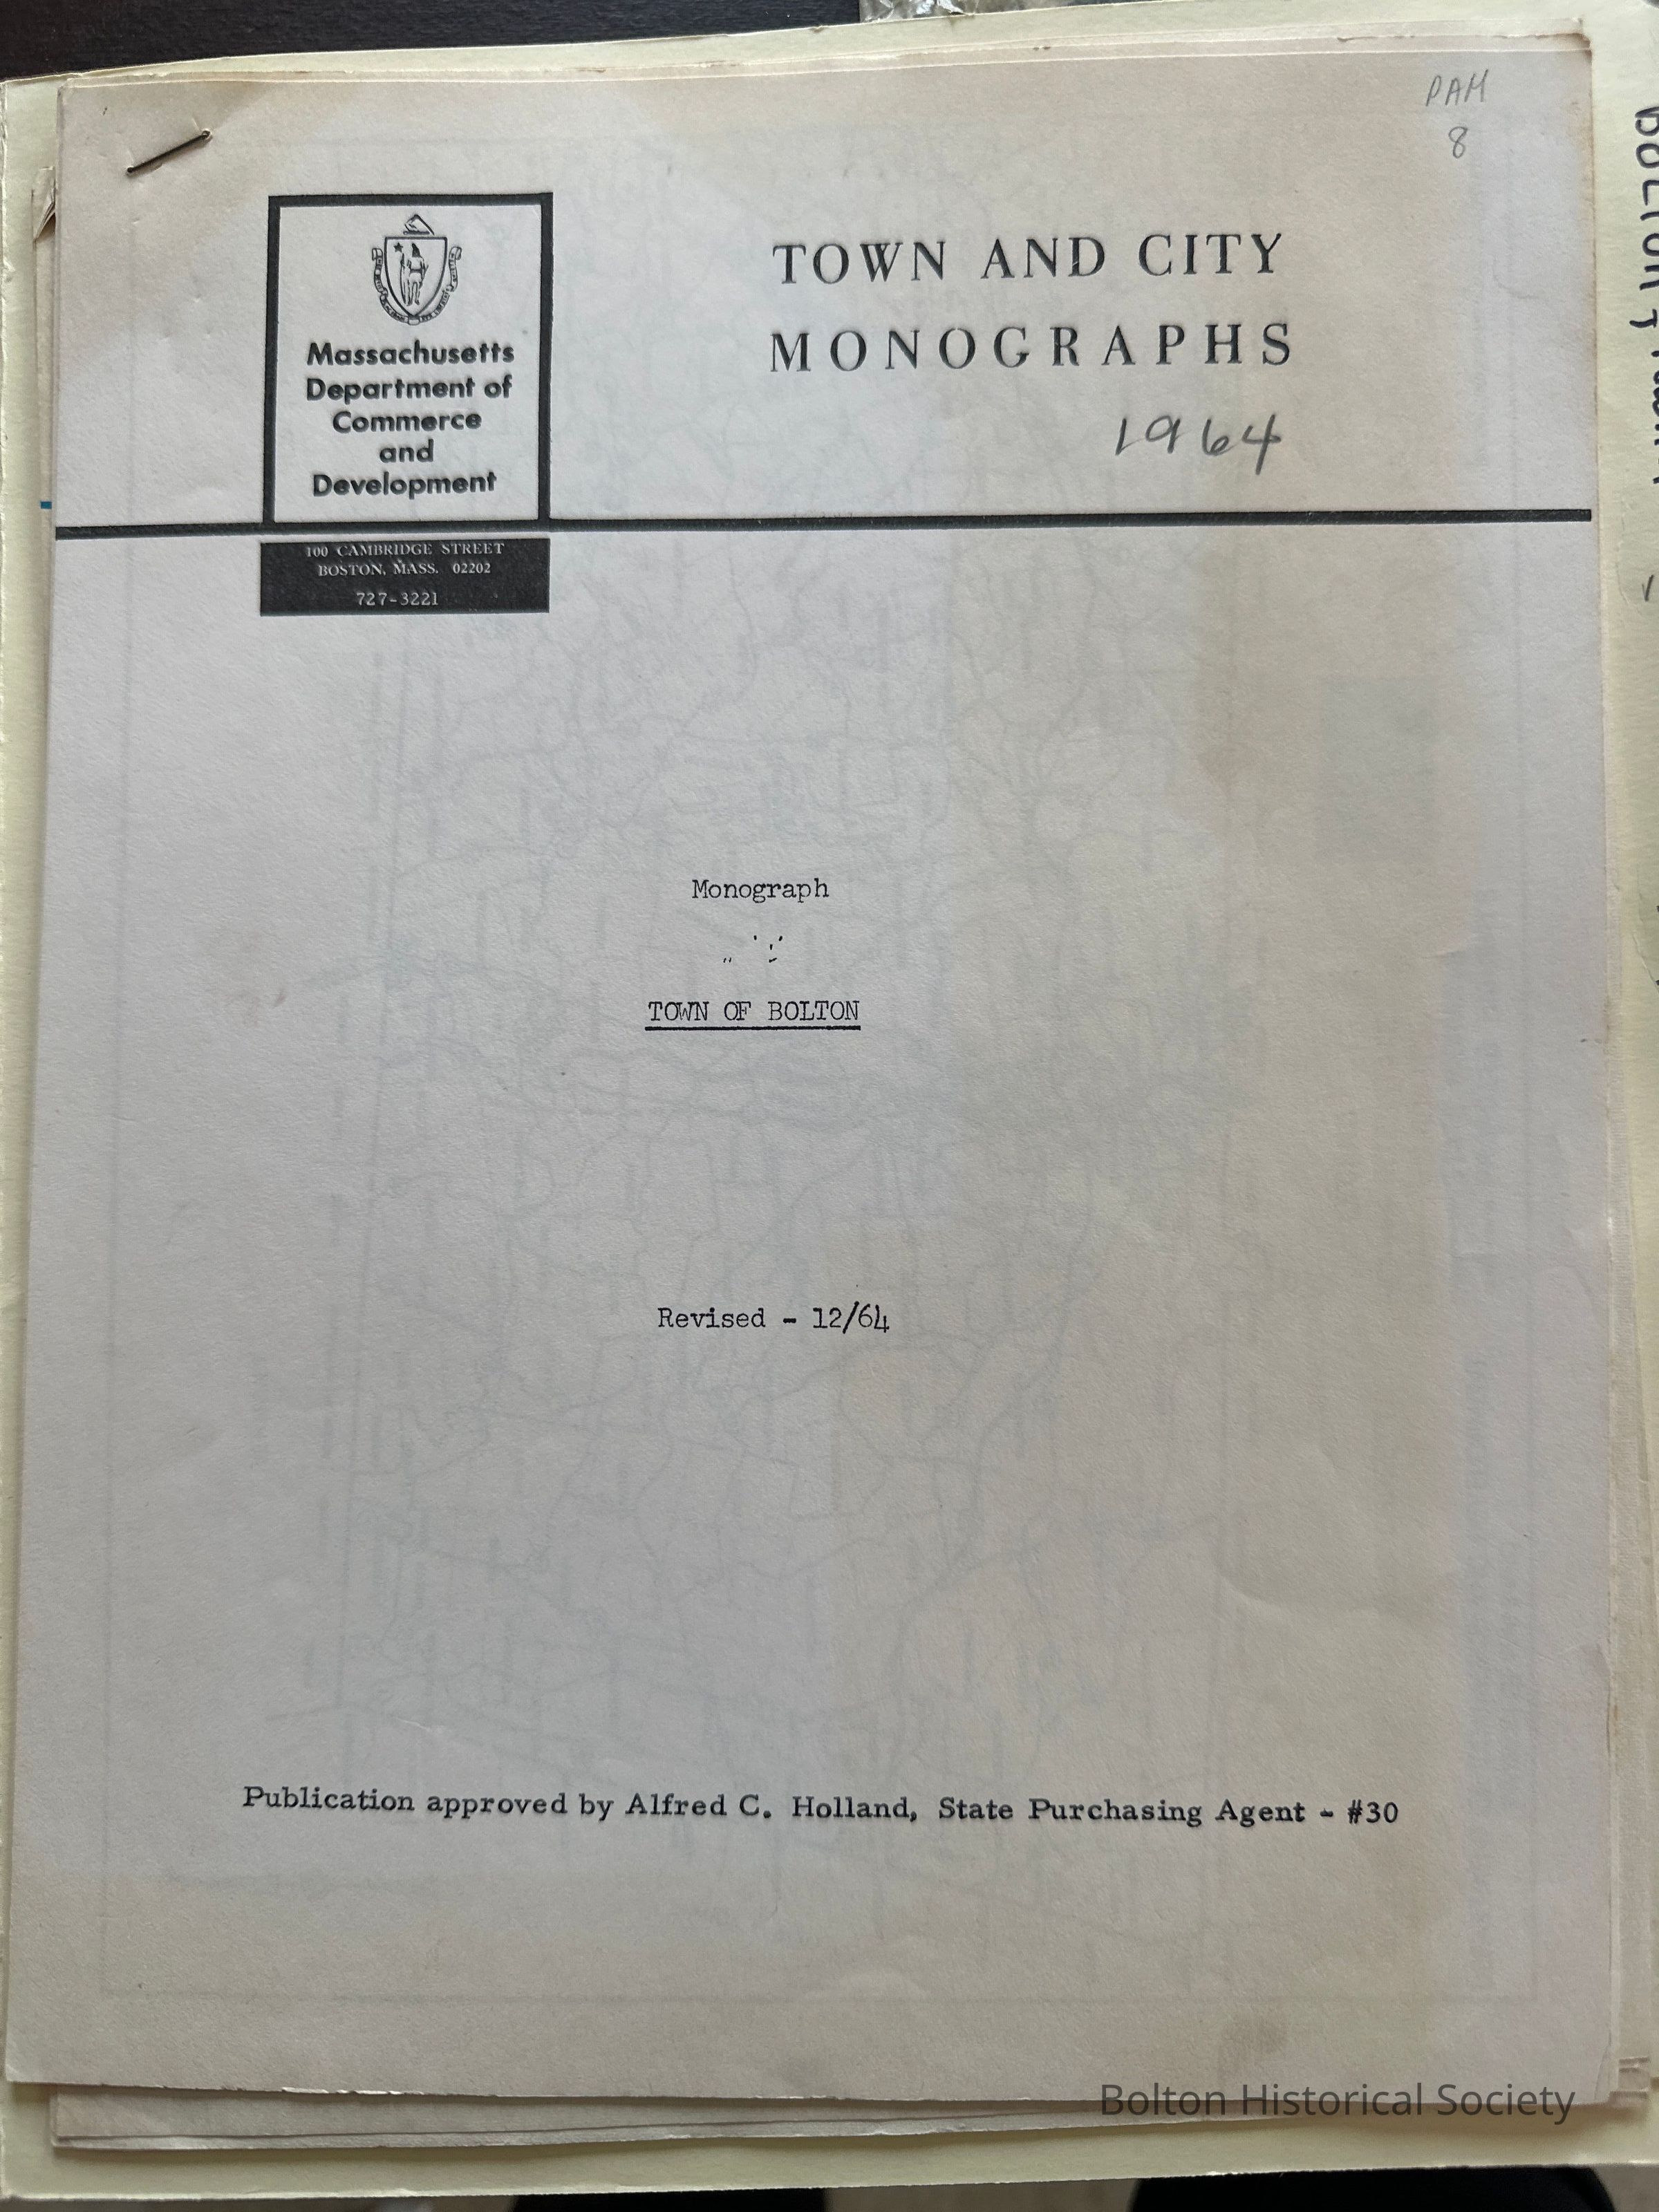 PAM
8
TOWN AND CITY
MONOGRAPHS
1964
Massachusetts
Department of
Commerce
and
Development
100 CAMBRIDGE STREET
BOSTON, MASS. 02202
727-3221
Monograph
TOWN OF BOLTON
Revised - 12/64
Publication approved by Alfred C. Holland, State Purchasing Agent - #30
Bolton Historical Society
BOLTON,